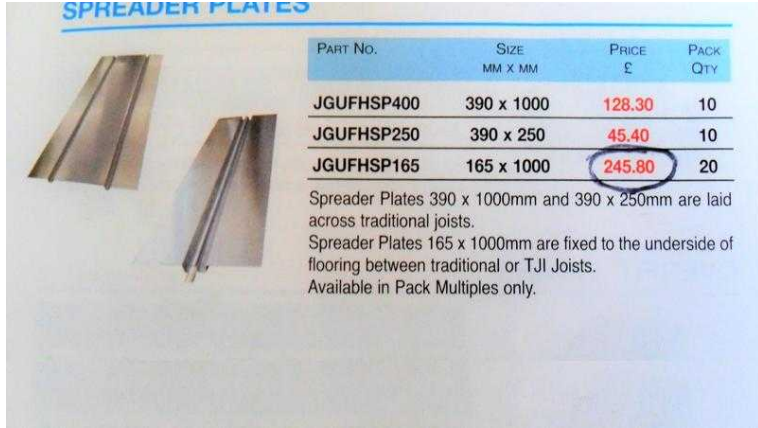 SPREADER PLATES
PART NO. SIZE PRICE PACK
MM X MM £ QTY
JGUFHSP400 390 x 1000 128.30 10
JGUFHSP250 390 x 250 45.40 10
JGUFHSP165 165 x 1000 245.80 20
Spreader Plates 390 x 1000mm and 390 x 250mm are laid
across traditional joists.
Spreader Plates 165 x 1000mm are fixed to the underside of
flooring between traditional or TJI Joists.
Available in Pack Multiples only.